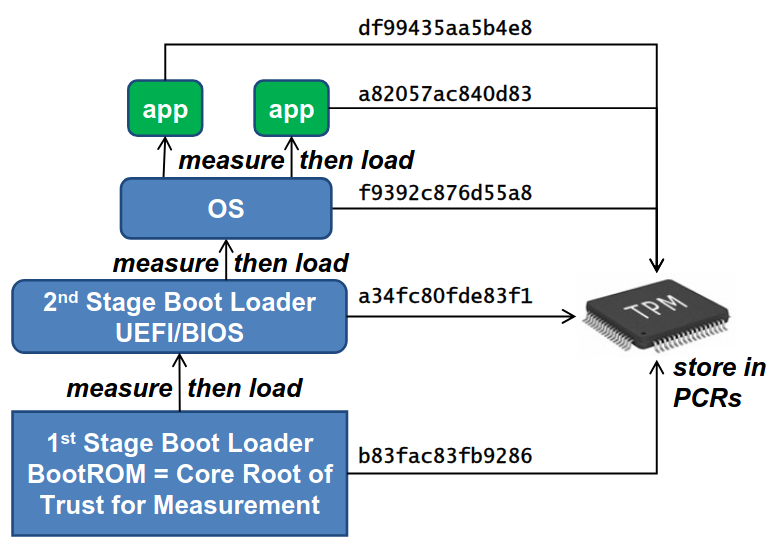 df99435aa5b4e8
app
app
a82057ac840d83
measure then load
OS
f9392c876d55a8
measure then load
2nd Stage Boot Loader
UEFI/BIOS
a34fc80fde83f1
TPM
measure then load
store in
PCRs
1st Stage Boot Loader
BootROM = Core Root of
Trust for Measurement
b83fac83fb9286